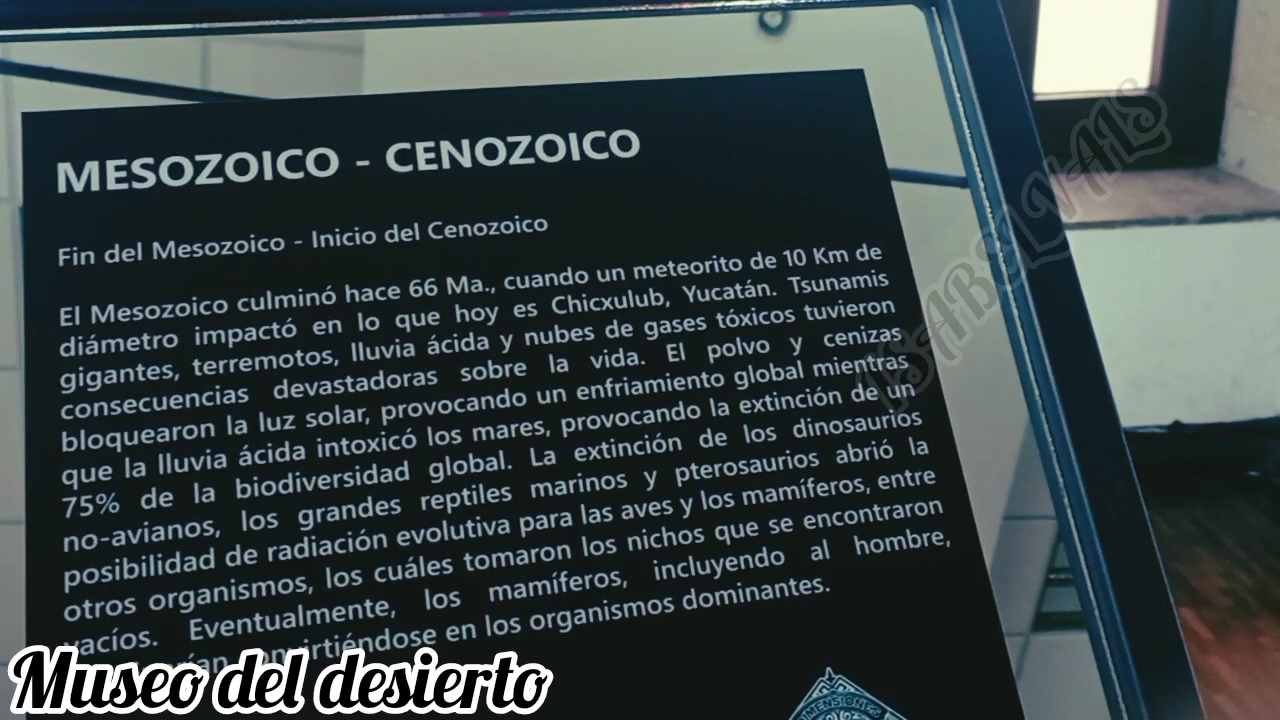 MESOZOICO - CENOZOICO
Fin del Mesozoico - Inicio del Cenozoico
El Mesozoico culminó hace 66 Ma., cuando un meteorito de 10 Km de
diámetro impactó en lo que hoy es Chicxulub, Yucatán. Tsunamis
gigantes, terremotos, lluvia ácida y nubes de gases tóxicos tuvieron
consecuencias devastadoras sobre la vida. El polvo y cenizas
bloquearon la luz solar, provocando un enfriamiento global mientras
que la lluvia ácida intoxicó los mares, provocando la extinción de un
75% de la biodiversidad global. La extinción de los dinosaurios
no-avianos, los grandes reptiles marinos y pterosaurios abrió la
posibilidad de radiación evolutiva para las aves y los mamíferos, entre
otros organismos, los cuáles tomaron los nichos que se encontraron
vacíos. Eventualmente, los mamíferos, incluyendo al hombre,
convirtiéndose en los organismos dominantes.
Museo del desierto
DIMENSIONES